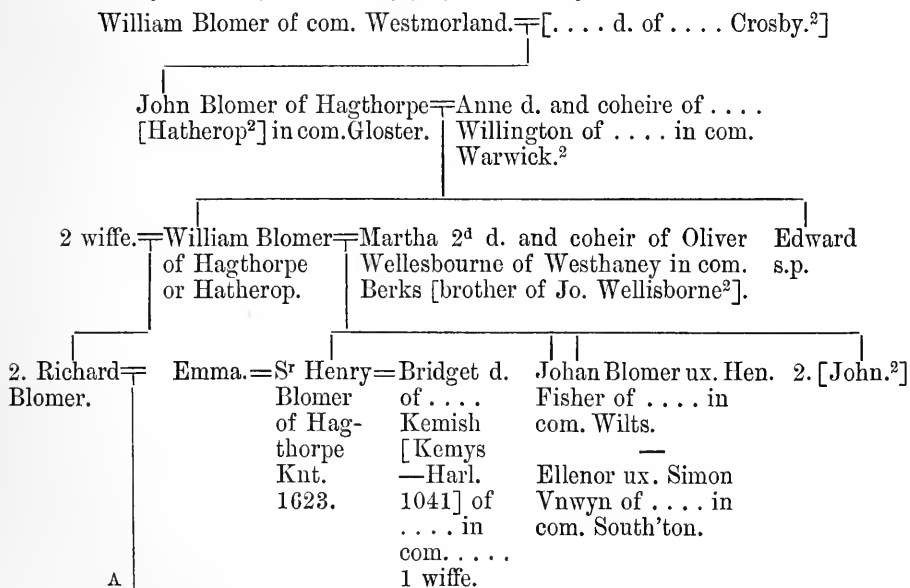 William Blomer of com. Westmorland.=[. . . . d. of . . . . Crosby.²]
John Blomer of Hagthorpe=Anne d. and coheire of . . . .
[Hatherop²] in com. Gloster. Willington of . . . . in com.
Warwick.²
2 wiffe.=William Blomer=Martha 2ᵈ d. and coheir of Oliver Edward
of Hagthorpe Wellesbourne of Westhaney in com. s.p.
or Hatherop. Berks [brother of Jo. Wellisborne²].
2. Richard= Emma.=Sʳ Henry=Bridget d. Johan Blomer ux. Hen. 2. [John.²]
Blomer. Blomer of . . . . Fisher of . . . . in
of Hag- Kemish com. Wilts.
thorpe [Kemys —
Knt. —Harl. Ellenor ux. Simon
1623. 1041] of Vnwyn of . . . . in
. . . . in com. South'ton.
com. . . . .
A 1 wiffe.